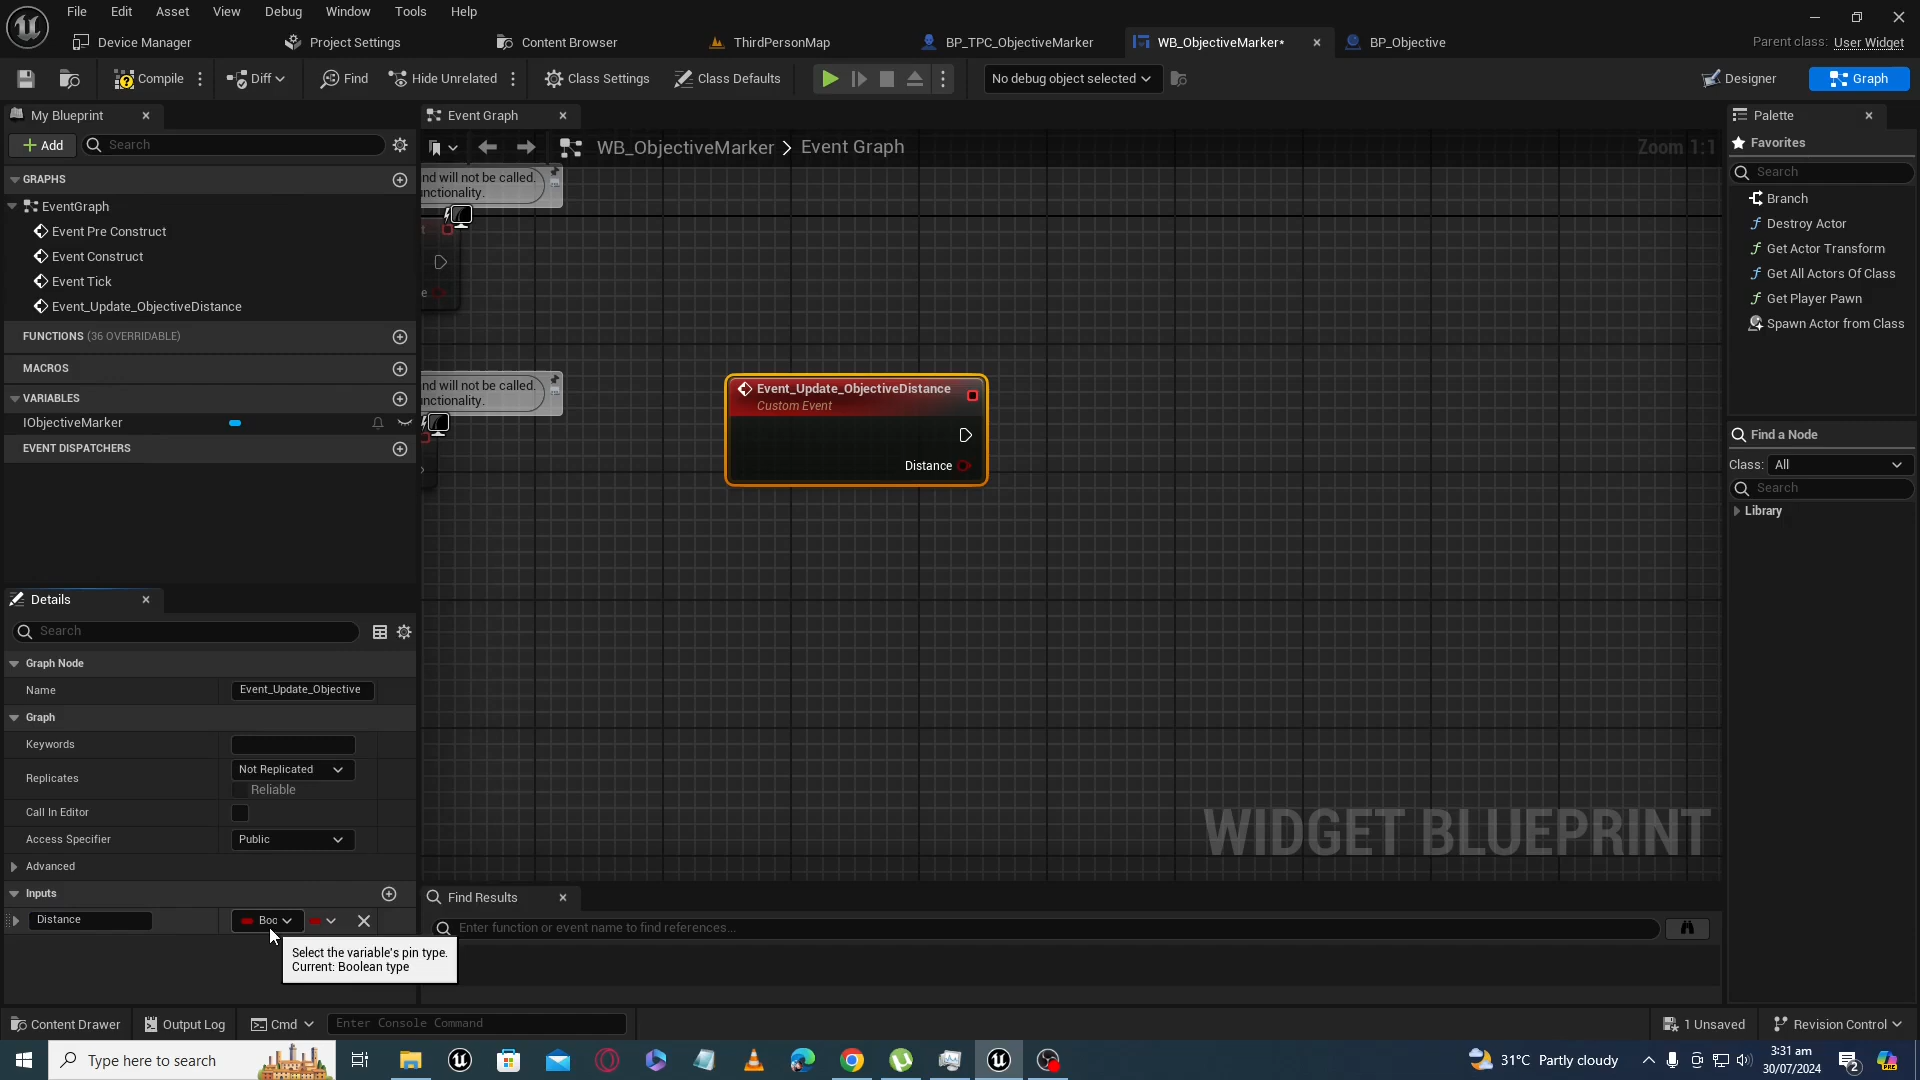 File Edit Asset View Debug Window Tools Help
Device Manager Project Settings Content Browser ThirdPersonMap BP_TPC_ObjectiveMarker WB_ObjectiveMarker* BP_Objective Parent class: User Widget
Compile Diff Find Hide Unrelated Class Settings Class Defaults No debug object selected Designer Graph
My Blueprint
Add Search
GRAPHS
EventGraph
Event Pre Construct
Event Construct
Event Tick
Event_Update_ObjectiveDistance
FUNCTIONS (36 OVERRIDABLE)
MACROS
VARIABLES
IObjectiveMarker
EVENT DISPATCHERS
Event Graph
WB_ObjectiveMarker > Event Graph Zoom 1:1
nd will not be called.
unctionality.
t
e
nd will not be called.
unctionality.
Event_Update_ObjectiveDistance
Custom Event
Distance
WIDGET BLUEPRINT
Palette
Favorites
Search
Branch
Destroy Actor
Get Actor Transform
Get All Actors Of Class
Get Player Pawn
Spawn Actor from Class
Find a Node
Class: All
Search
Library
Details
Search
Graph Node
Name Event_Update_Objective
Graph
Keywords
Replicates Not Replicated
Reliable
Call In Editor
Access Specifier Public
Advanced
Inputs
Distance Boo
Select the variable's pin type.
Current: Boolean type
Find Results
Enter function or event name to find references...
Content Drawer Output Log Cmd Enter Console Command 1 Unsaved Revision Control
Type here to search 31°C Partly cloudy 3:31 am
30/07/2024 2